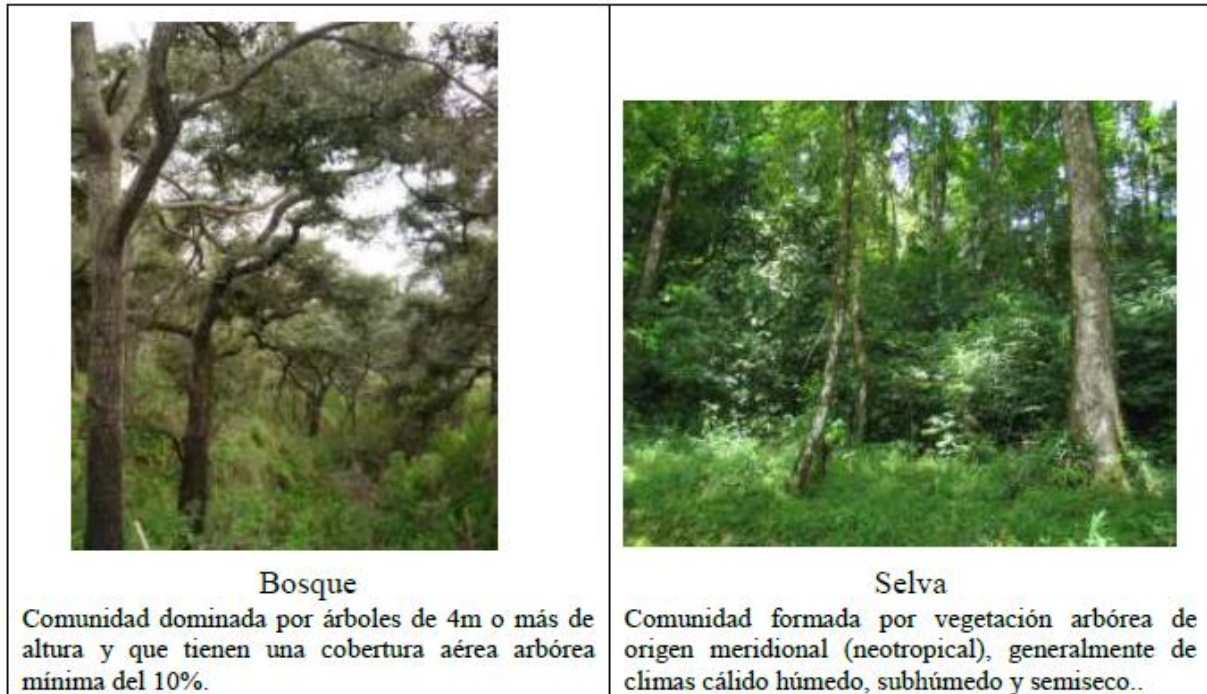 Bosque
Comunidad dominada por árboles de 4m o más de
altura y que tienen una cobertura aérea arbórea
mínima del 10%.
Selva
Comunidad formada por vegetación arbórea de
origen meridional (neotropical), generalmente de
climas cálido húmedo, subhúmedo y semiseco..